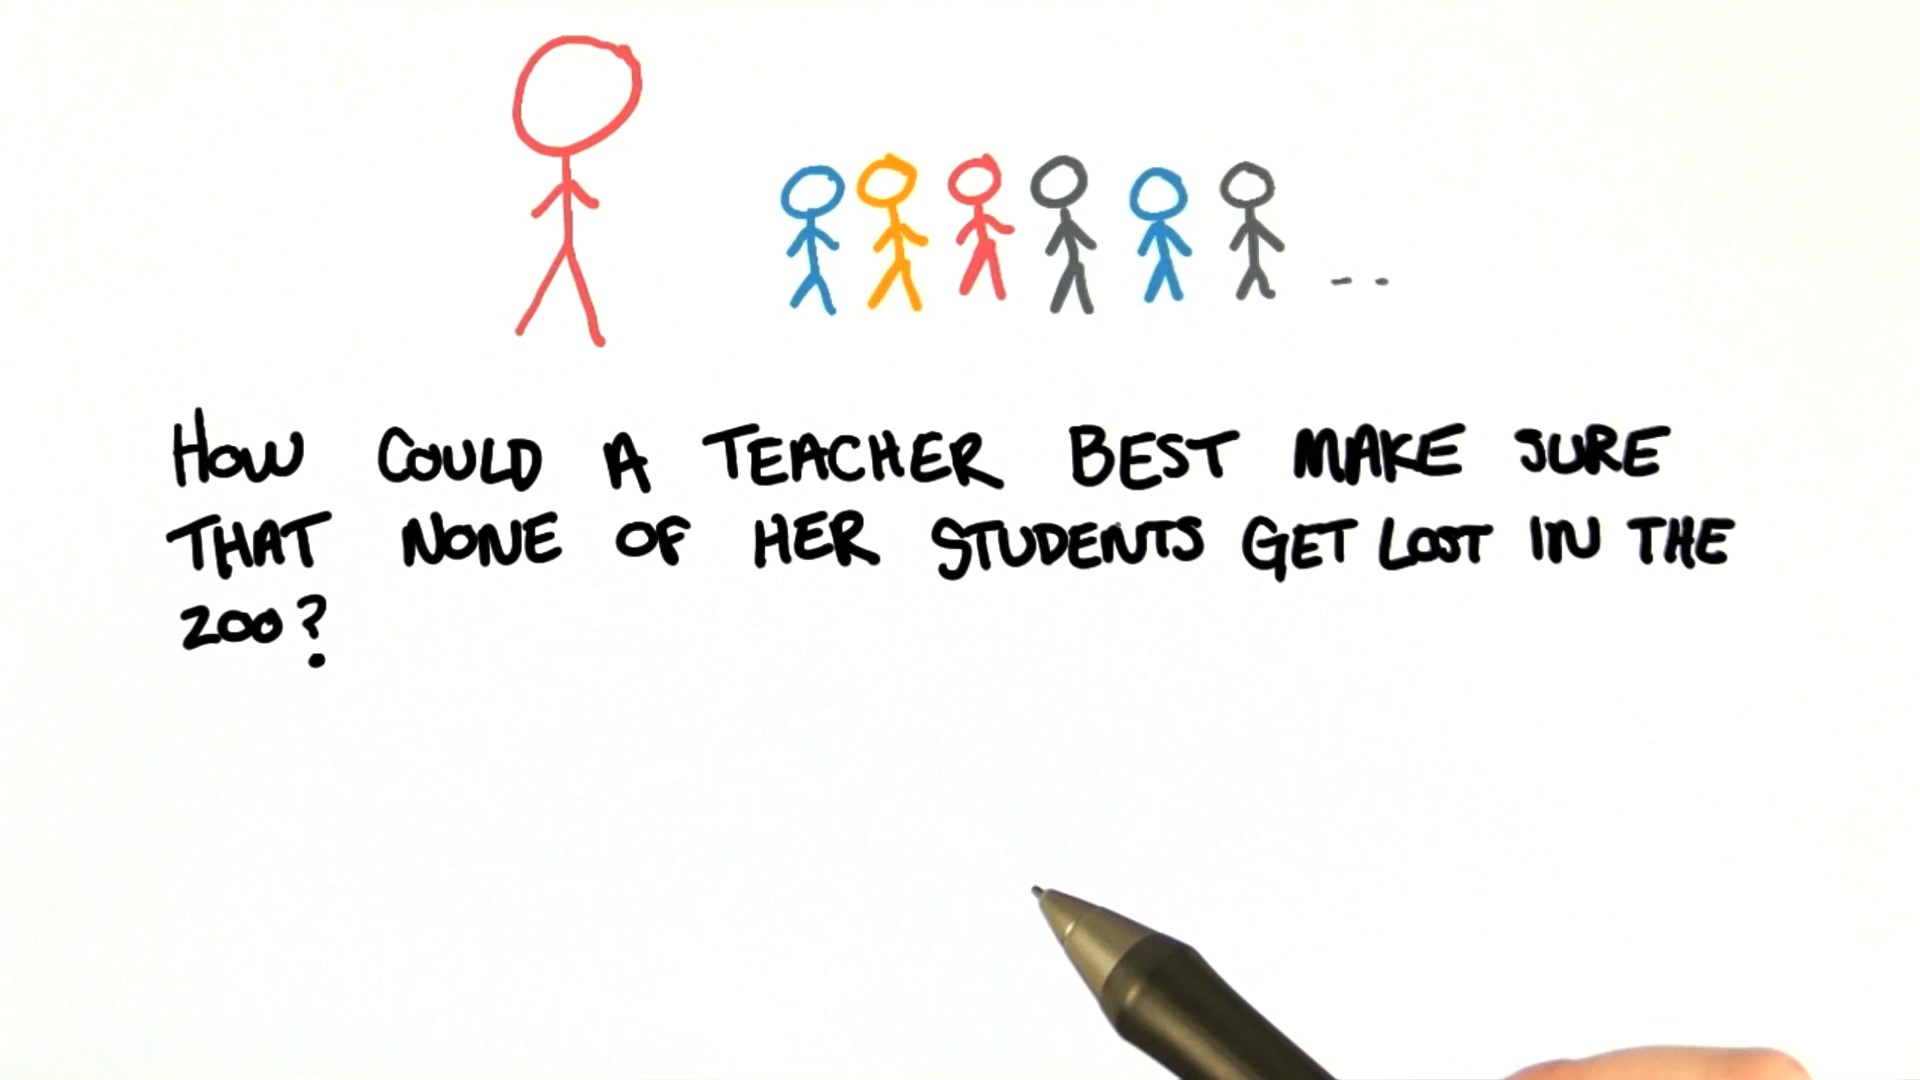 HOW COULD A TEACHER BEST MAKE SURE
THAT NONE OF HER STUDENTS GET LOST IN THE
ZOO?